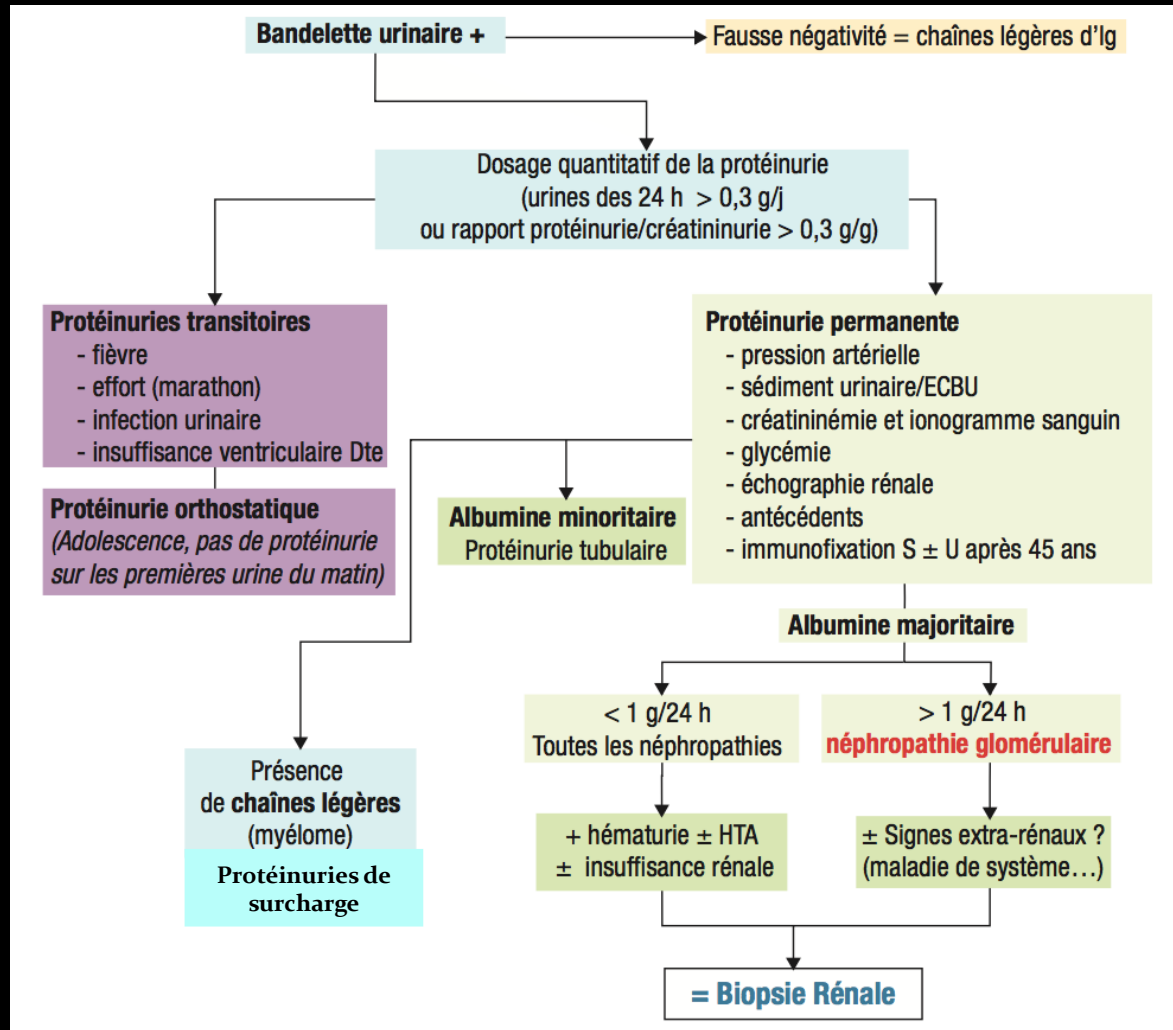 Bandelette urinaire +
Fausse négativité = chaînes légères d'Ig
Dosage quantitatif de la protéinurie
(urines des 24 h > 0,3 g/j
ou rapport protéinurie/créatininurie > 0,3 g/g)
Protéinuries transitoires
- fièvre
- effort (marathon)
- infection urinaire
- insuffisance ventriculaire Dte
Protéinurie orthostatique
(Adolescence, pas de protéinurie
sur les premières urine du matin)
Protéinurie permanente
- pression artérielle
- sédiment urinaire/ECBU
- créatininémie et ionogramme sanguin
- glycémie
- échographie rénale
- antécédents
- immunofixation S ± U après 45 ans
Albumine minoritaire
Protéinurie tubulaire
Albumine majoritaire
< 1 g/24 h
Toutes les néphropathies
> 1 g/24 h
néphropathie glomérulaire
Présence
de chaînes légères
(myélome)
Protéinuries de
surcharge
+ hématurie ± HTA
± insuffisance rénale
± Signes extra-rénaux ?
(maladie de système…)
= Biopsie Rénale